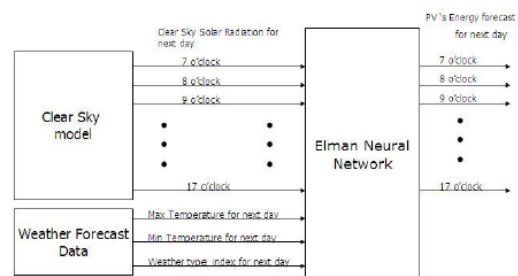 Clear Sky Solar Radiation for
next day
PV's Energy forecast
for next day
Clear Sky
model
7 o'clock
8 o'clock
9 o'clock
17 o'clock
Weather Forecast
Data
Max Temperature for next day
Min Temperature for next day
Weather type index for next day
Elman Neural
Network
7 o'clock
8 o'clock
9 o'clock
17 o'clock